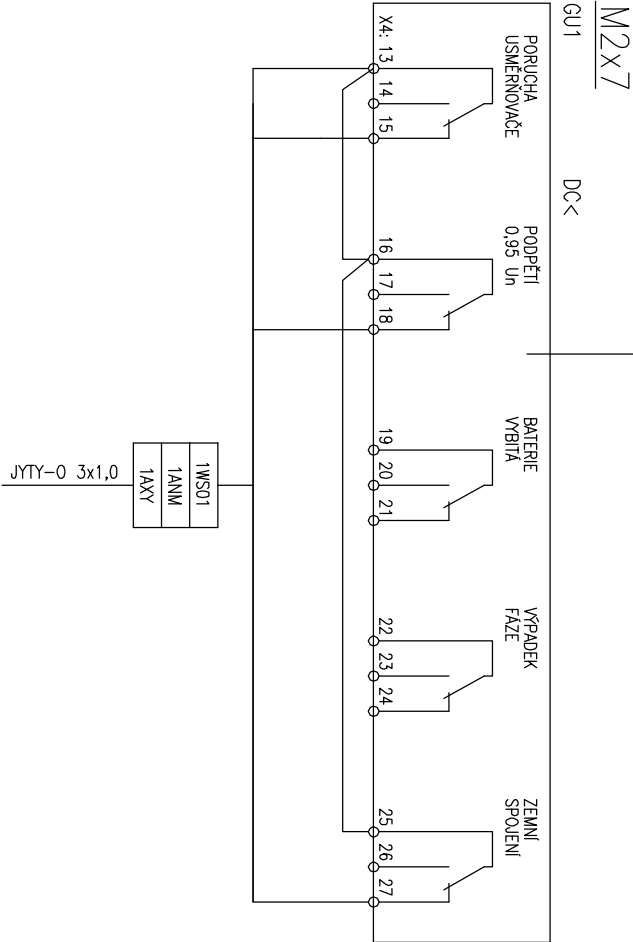 M2x7
GU1
DC<
PORUCHA
USMĚRŇOVAČE
PODPĚTÍ
0,95 Un
BATERIE
VYBITÁ
VÝPADEK
FÁZE
ZEMNÍ
SPOJENÍ
X4: 13 14 15 16 17 18 19 20 21 22 23 24 25 26 27
1WS01
1ANM
1AXY
JYTY-O 3x1,0